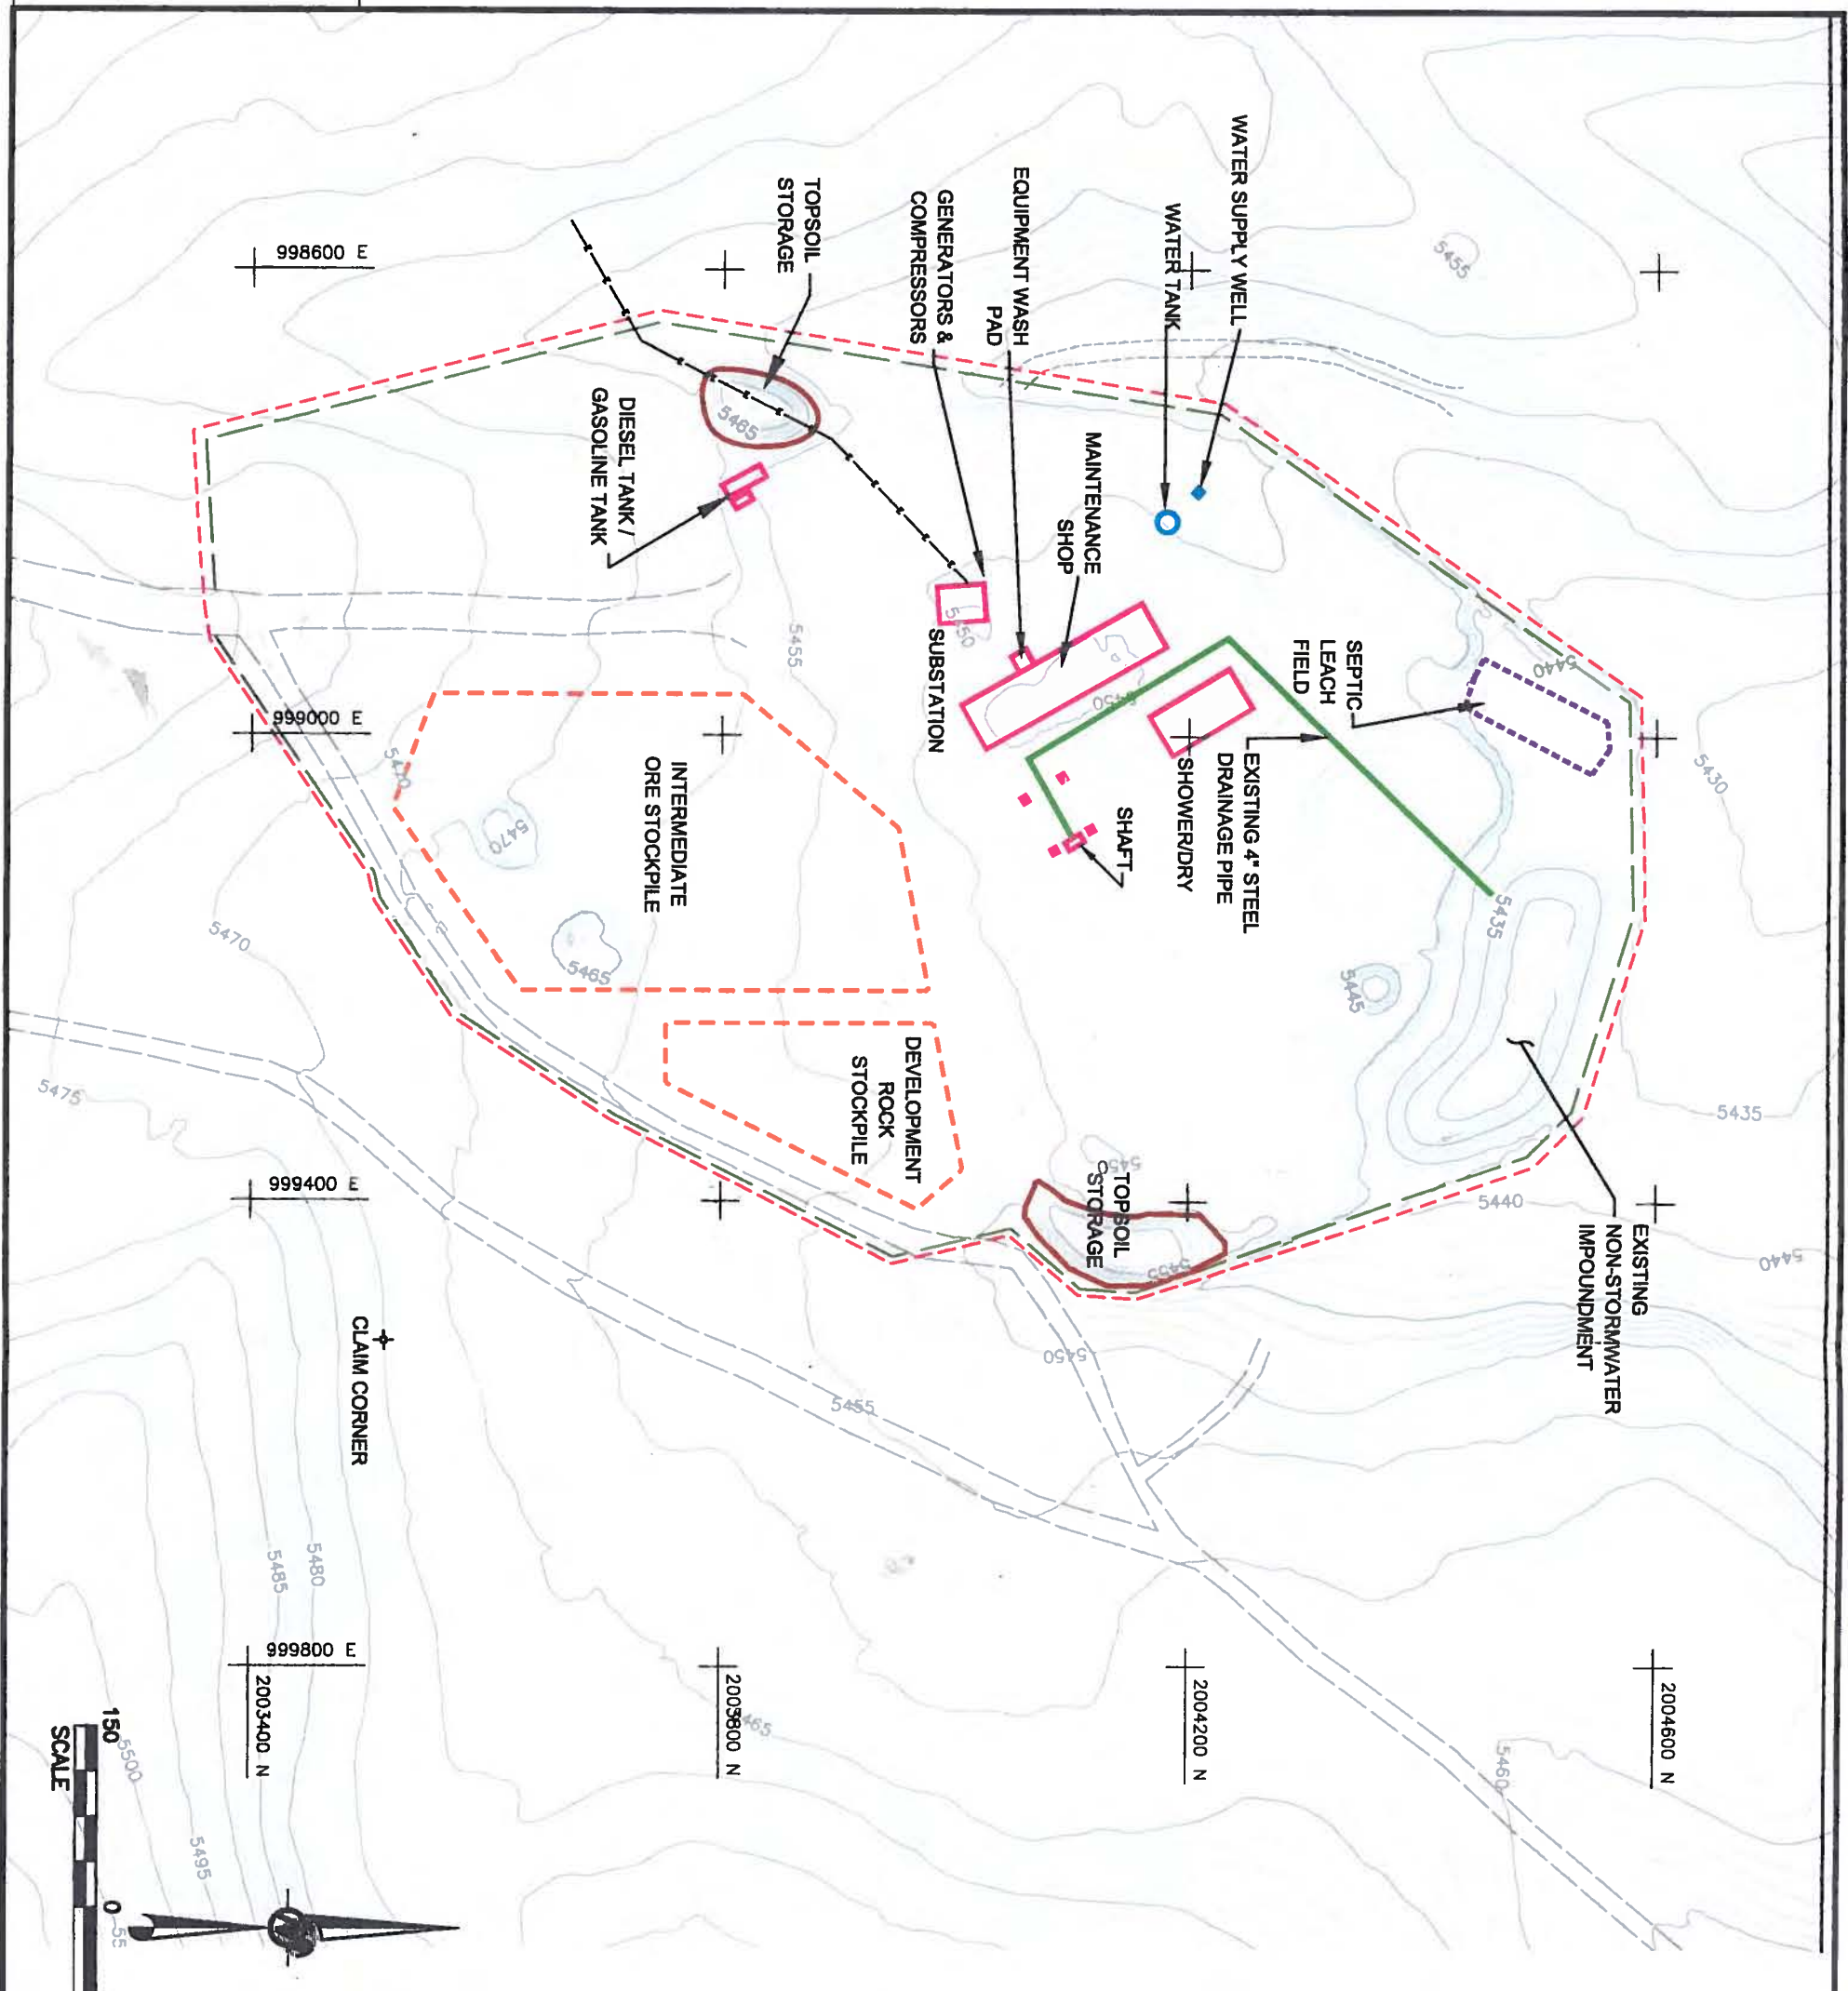 WATER SUPPLY WELL
WATER TANK
EQUIPMENT WASH
PAD
GENERATORS &
COMPRESSORS
TOPSOIL
STORAGE
998600 E
5455
5465
DIESEL TANK /
GASOLINE TANK
MAINTENANCE
SHOP
5450
SUBSTATION
5455
5450
SEPTIC
LEACH
FIELD
5440
5430
EXISTING 4" STEEL
DRAINAGE PIPE
SHOWER/DRY
SHAFT
999000 E
5470
5470
INTERMEDIATE
ORE STOCKPILE
5465
5470
5435
5445
DEVELOPMENT
ROCK
STOCKPILE
5475
5435
TOPSOIL
STORAGE
5455
5440
5440
999400 E
EXISTING
NON-STORMWATER
IMPOUNDMENT
CLAIM CORNER
5450
5455
5480
5485
999800 E
2003400 N
2003800 N
2004200 N
2004600 N
5460
5500
5495
150
0
SCALE